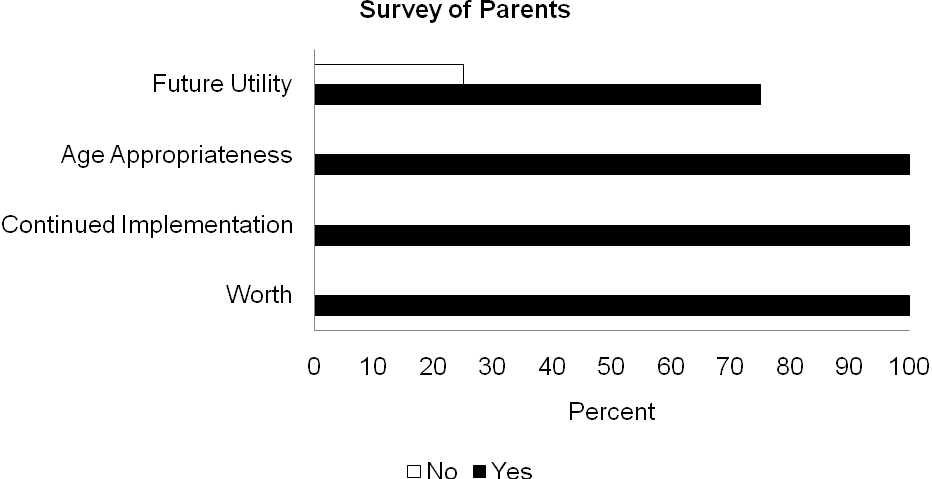 Survey of Parents
Future Utility
Age Appropriateness
Continued Implementation
Worth
0 10 20 30 40 50 60 70 80 90 100
Percent
No Yes